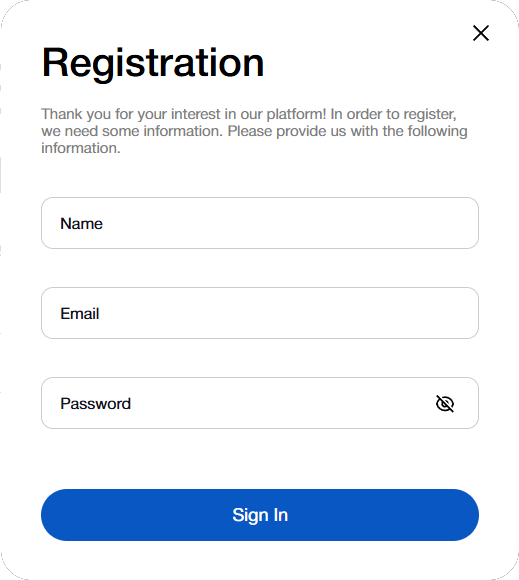 Registration
Thank you for your interest in our platform! In order to register,
we need some information. Please provide us with the following
information.
Name
Email
Password
Sign In